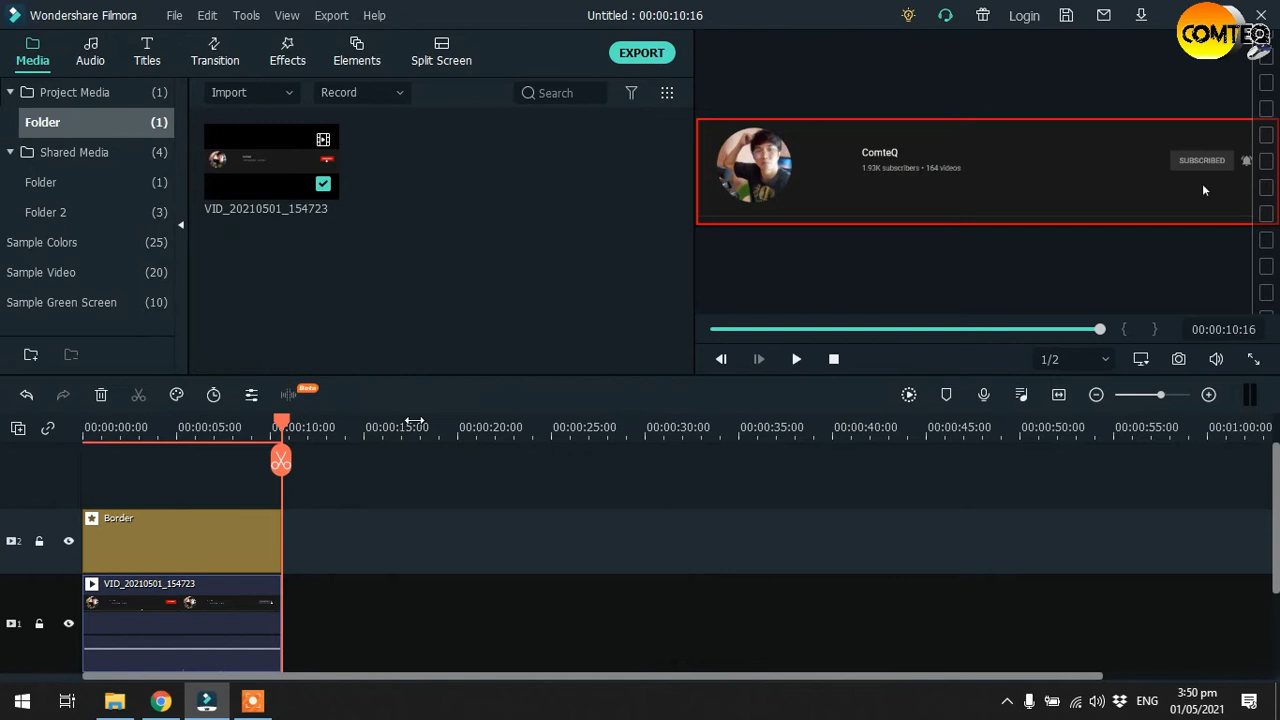 Wondershare Filmora File Edit Tools View Export Help Untitled : 00:00:10:16 Login
COMTEQ
Media Audio Titles Transition Effects Elements Split Screen EXPORT
Project Media (1)
Folder (1)
Shared Media (4)
Folder (1)
Folder 2 (3)
Sample Colors (25)
Sample Video (20)
Sample Green Screen (10)
Import Record Search
VID_20210501_154723
ComteQ
1.93K subscribers • 164 videos
SUBSCRIBED
00:00:10:16
1/2
Beta
00:00:00:00 00:00:05:00 00:00:10:00 00:00:15:00 00:00:20:00 00:00:25:00 00:00:30:00 00:00:35:00 00:00:40:00 00:00:45:00 00:00:50:00 00:00:55:00 00:01:00:00
2
Border
1
VID_20210501_154723
ENG
3:50 pm
01/05/2021